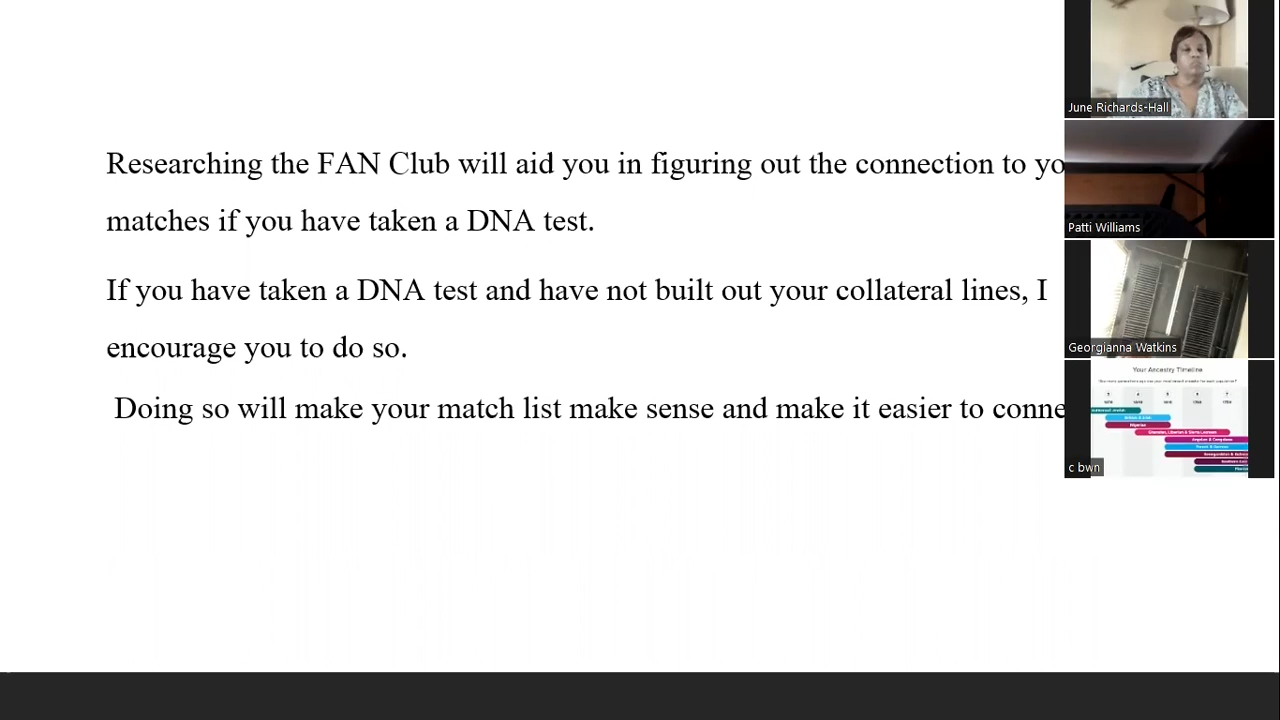 Researching the FAN Club will aid you in figuring out the connection to yo
matches if you have taken a DNA test.
If you have taken a DNA test and have not built out your collateral lines, I
encourage you to do so.
Doing so will make your match list make sense and make it easier to conne
June Richards-Hall
Patti Williams
Georgianna Watkins
Your Ancestry Timeline
c bwn